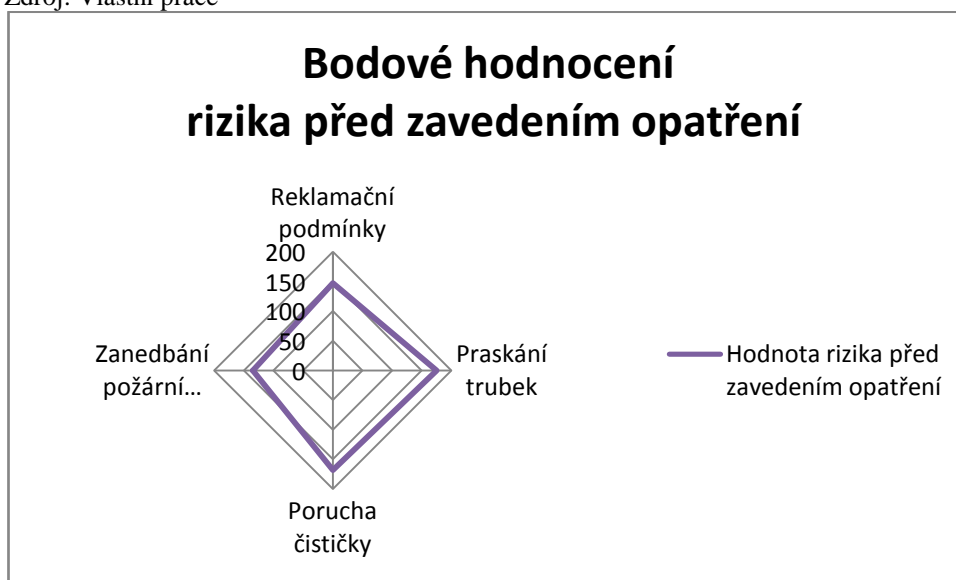 Zdroj: Vlastní práce
Bodové hodnocení
rizika před zavedením opatření
Reklamační
podmínky
200
150
100
50
0
Zanedbání
požární...
Praskání
trubek
Hodnota rizika před
zavedením opatření
Porucha
čističky